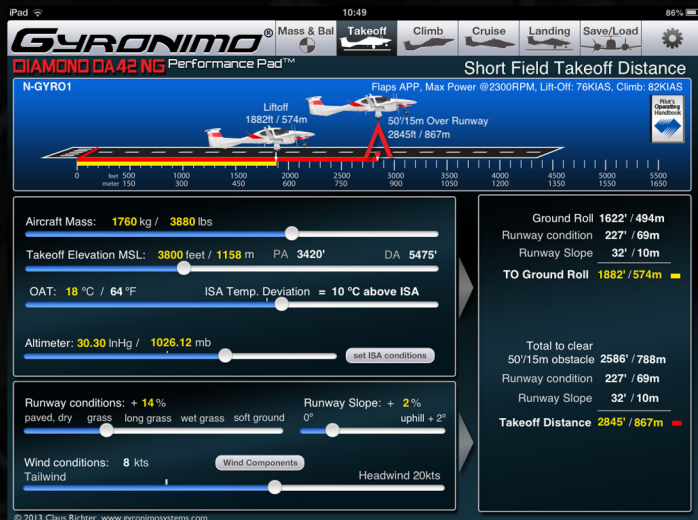 iPad 10:49 86%
GYRONIMO®
Mass & Bal Takeoff Climb Cruise Landing Save/Load
DIAMOND DA42 NG Performance Pad™
Short Field Takeoff Distance
N-GYRO1
Flaps APP, Max Power @2300RPM, Lift-Off: 76KIAS, Climb: 82KIAS
Pilot's
Operating
Handbook
Liftoff
1882ft / 574m
50'/15m Over Runway
2845ft / 867m
0 feet 500 1000 1500 2000 2500 3000 3500 4000 4500 5000 5500
meter 150 300 450 600 750 900 1050 1200 1350 1500 1650
Aircraft Mass: 1760 kg / 3880 lbs
Takeoff Elevation MSL: 3800 feet / 1158 m PA 3420' DA 5475'
OAT: 18 °C / 64 °F ISA Temp. Deviation = 10 °C above ISA
Altimeter: 30.30 InHg / 1026.12 mb
set ISA conditions
Runway conditions: + 14 %
paved, dry grass long grass wet grass soft ground
Runway Slope: + 2 %
0° uphill + 2°
Wind conditions: 8 kts
Wind Components
Tailwind
Headwind 20kts
Ground Roll 1622' / 494m
Runway condition 227' / 69m
Runway Slope 32' / 10m
TO Ground Roll 1882' / 574m
Total to clear
50'/15m obstacle 2586' / 788m
Runway condition 227' / 69m
Runway Slope 32' / 10m
Takeoff Distance 2845' / 867m
© 2013 Claus Richter, www.gyronimosystems.com